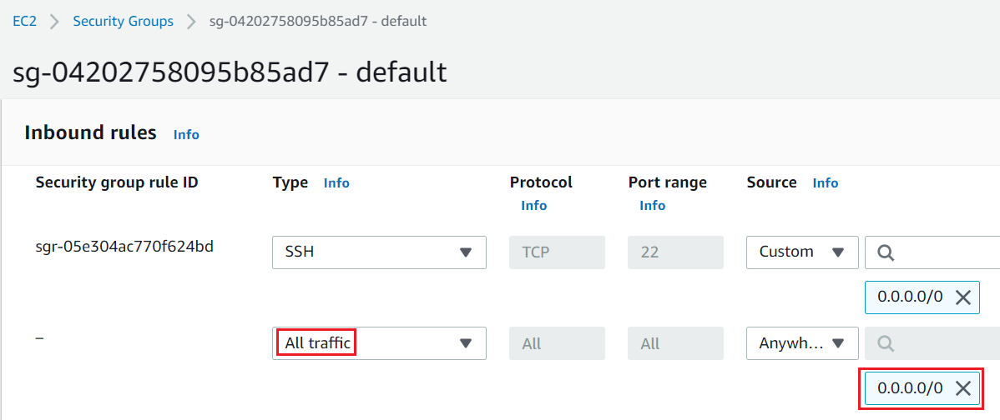 EC2 > Security Groups > sg-04202758095b85ad7 - default
sg-04202758095b85ad7 - default
Inbound rules Info
Security group rule ID Type Info Protocol Info Port range Info Source Info
sgr-05e304ac770f624bd SSH TCP 22 Custom
0.0.0.0/0
– All traffic All All Anywh...
0.0.0.0/0